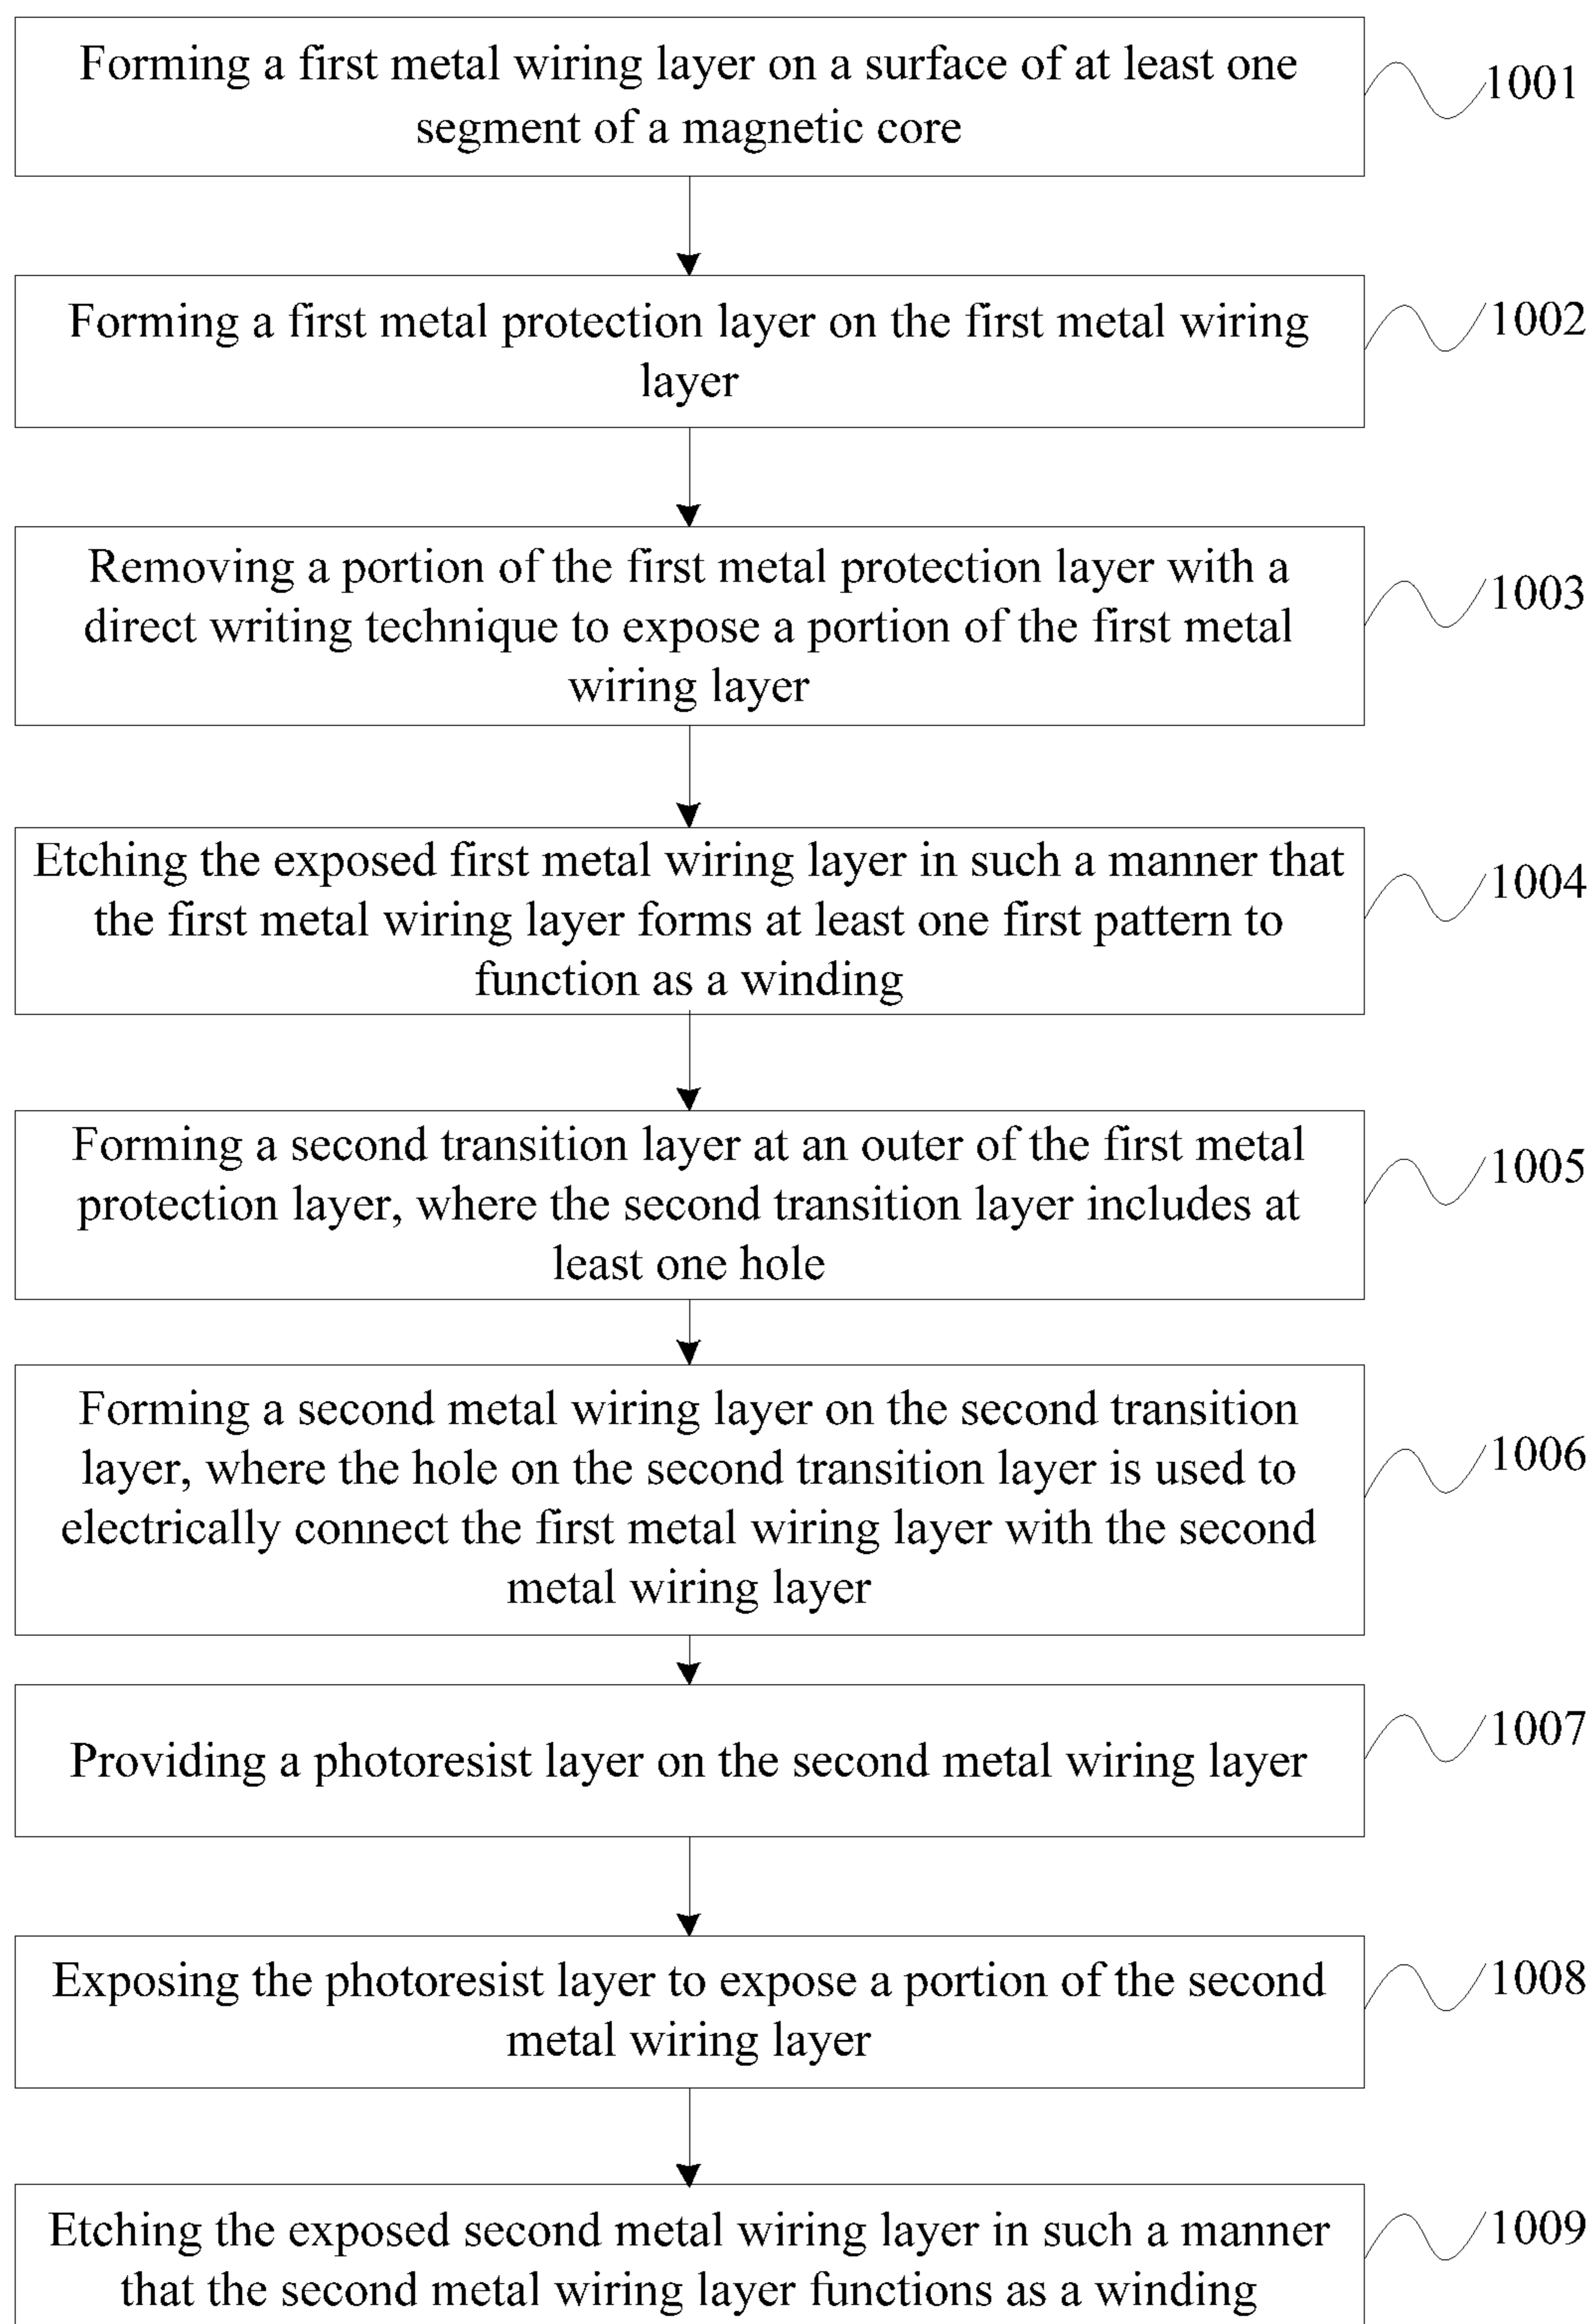 Forming a first metal wiring layer on a surface of at least one
segment of a magnetic core
1001
Forming a first metal protection layer on the first metal wiring
layer
1002
Removing a portion of the first metal protection layer with a
direct writing technique to expose a portion of the first metal
wiring layer
1003
Etching the exposed first metal wiring layer in such a manner that
the first metal wiring layer forms at least one first pattern to
function as a winding
1004
Forming a second transition layer at an outer of the first metal
protection layer, where the second transition layer includes at
least one hole
1005
Forming a second metal wiring layer on the second transition
layer, where the hole on the second transition layer is used to
electrically connect the first metal wiring layer with the second
metal wiring layer
1006
Providing a photoresist layer on the second metal wiring layer
1007
Exposing the photoresist layer to expose a portion of the second
metal wiring layer
1008
Etching the exposed second metal wiring layer in such a manner
that the second metal wiring layer functions as a winding
1009